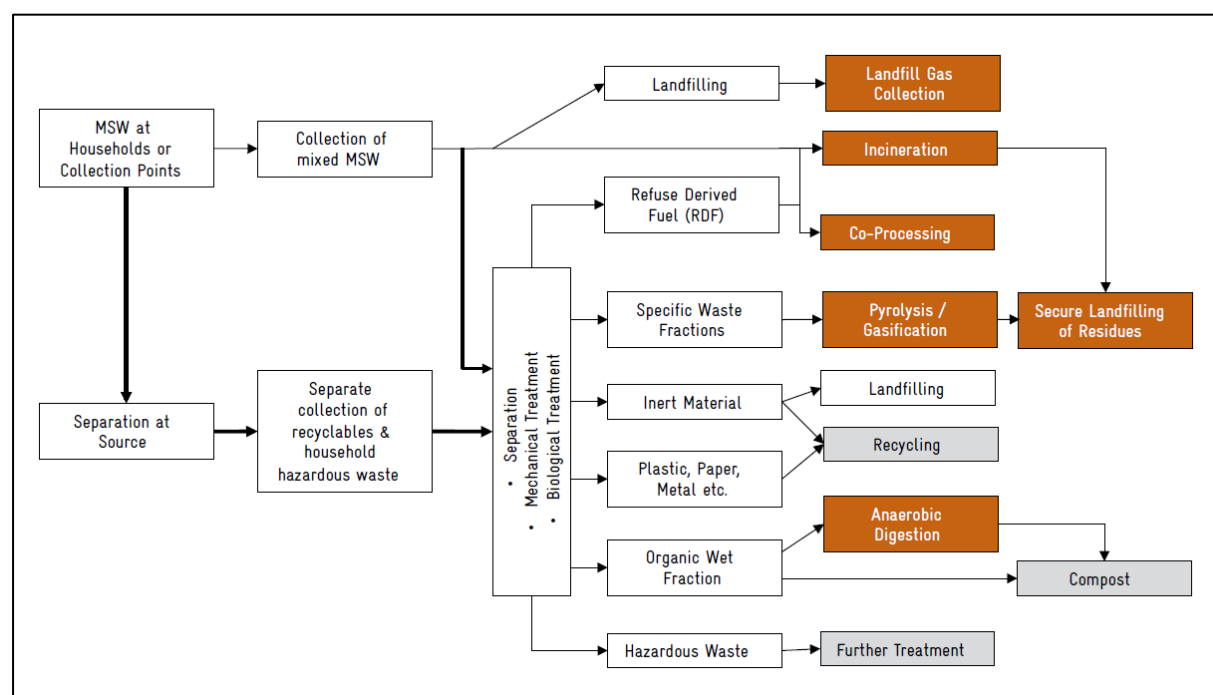 Landfilling
Landfill Gas
Collection
MSW at
Households or
Collection Points
Collection of
mixed MSW
Incineration
Refuse Derived
Fuel (RDF)
Co-Processing
Separation
Mechanical Treatment
Biological Treatment
Specific Waste
Fractions
Pyrolysis /
Gasification
Secure Landfilling
of Residues
Separation at
Source
Separate
collection of
recyclables &
household
hazardous waste
Inert Material
Landfilling
Recycling
Plastic, Paper,
Metal etc.
Anaerobic
Digestion
Organic Wet
Fraction
Compost
Hazardous Waste
Further Treatment